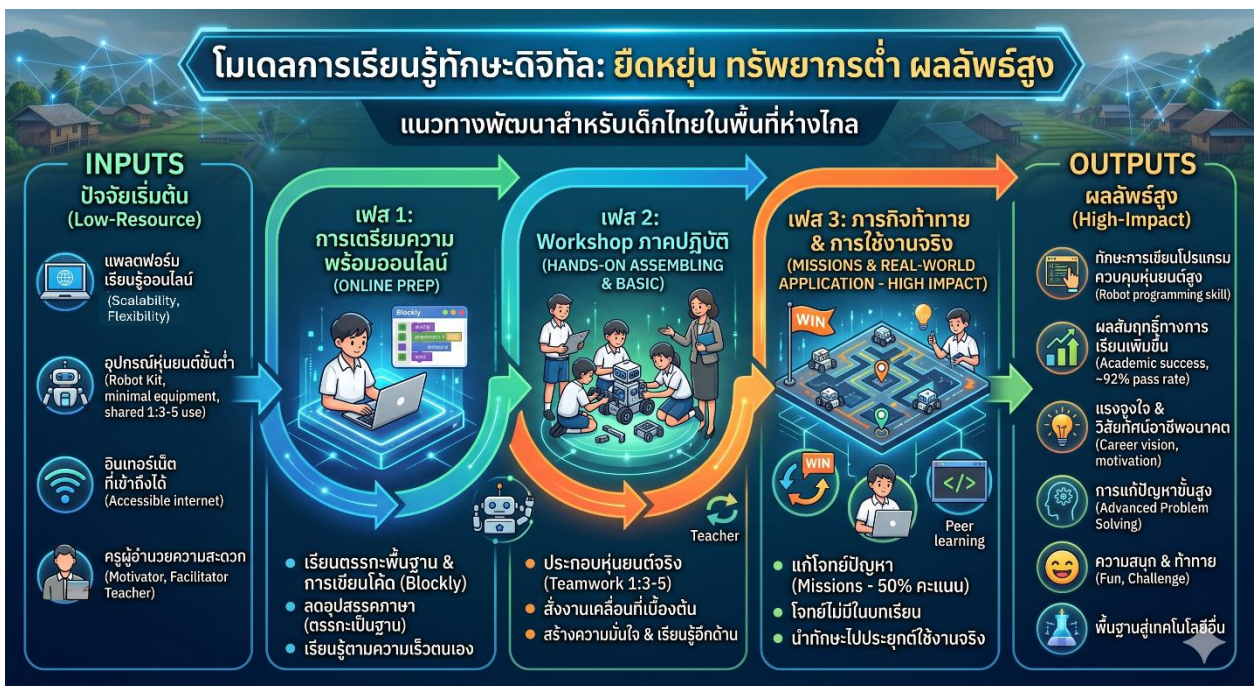 โมเดลการเรียนรู้ทักษะดิจิทัล: ยืดหยุ่น ทรัพยากรต่ำ ผลลัพธ์สูง
แนวทางพัฒนาสำหรับเด็กไทยในพื้นที่ห่างไกล
INPUTS
ปัจจัยเริ่มต้น
(Low-Resource)
แพลตฟอร์ม
เรียนรู้ออนไลน์
(Scalability,
Flexibility)
อุปกรณ์หุ่นยนต์ขั้นต่ำ
(Robot Kit,
minimal equipment,
shared 1:3-5 use)
อินเทอร์เน็ต
ที่เข้าถึงได้
(Accessible internet)
ครูผู้อำนวยความสะดวก
(Motivator, Facilitator
Teacher)
เฟส 1:
การเตรียมความ
พร้อมออนไลน์
(ONLINE PREP)
Blockly
เรียนตรรกะพื้นฐาน &
การเขียนโค้ด (Blockly)
ลดอุปสรรคภาษา
(ตรรกะเป็นฐาน)
เรียนรู้ตามความเร็วตนเอง
เฟส 2:
Workshop ภาคปฏิบัติ
(HANDS-ON ASSEMBLING
& BASIC)
Teacher
ประกอบหุ่นยนต์จริง
(Teamwork 1:3-5)
สั่งงานเคลื่อนที่เบื้องต้น
สร้างความมั่นใจ & เรียนรู้อีกด้าน
เฟส 3: ภารกิจท้าทาย
& การใช้งานจริง
(MISSIONS & REAL-WORLD
APPLICATION - HIGH IMPACT)
WIN
WIN
</>
Peer
learning
แก้โจทย์ปัญหา
(Missions - 50% คะแนน)
โจทย์ไม่มีในบทเรียน
นำทักษะไปประยุกต์ใช้งานจริง
OUTPUTS
ผลลัพธ์สูง
(High-Impact)
ทักษะการเขียนโปรแกรม
ควบคุมหุ่นยนต์สูง
(Robot programming skill)
ผลสัมฤทธิ์ทางการ
เรียนเพิ่มขึ้น
(Academic success,
~92% pass rate)
แรงจูงใจ &
วิสัยทัศน์อาชีพอนาคต
(Career vision,
motivation)
การแก้ปัญหาขั้นสูง
(Advanced Problem
Solving)
ความสนุก & ท้าทาย
(Fun, Challenge)
พื้นฐานสู่เทคโนโลยีอื่น